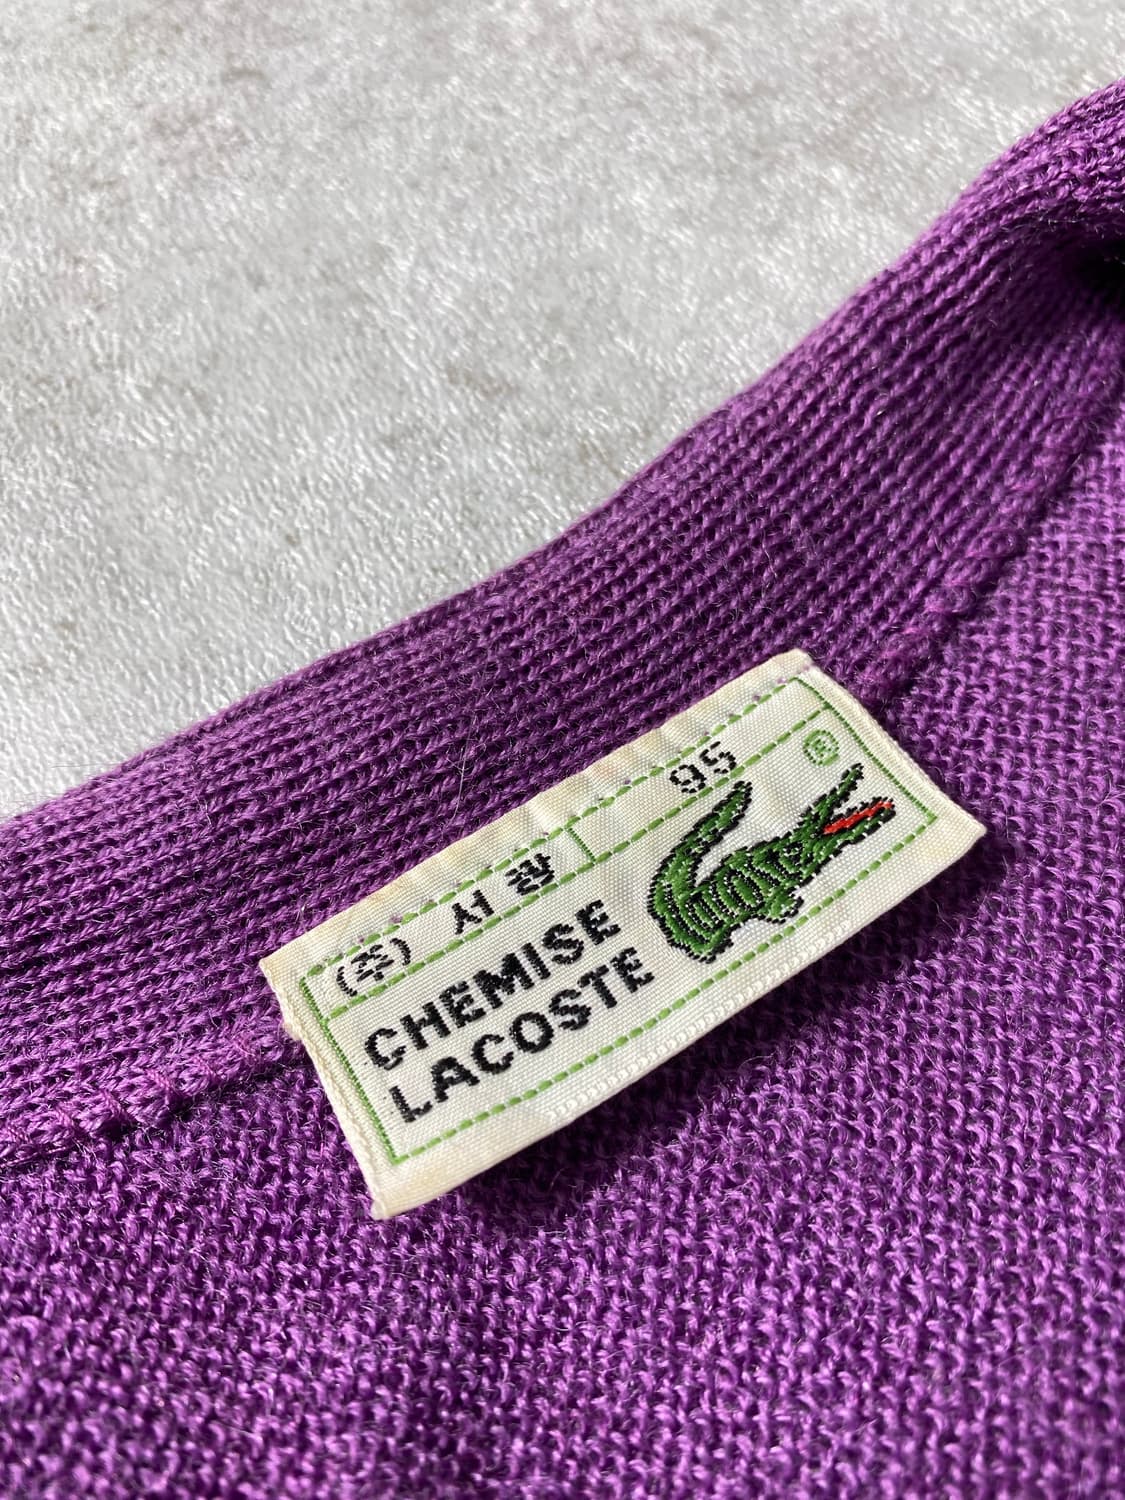 (주) 서 광 95
®
CHEMISE
LACOSTE